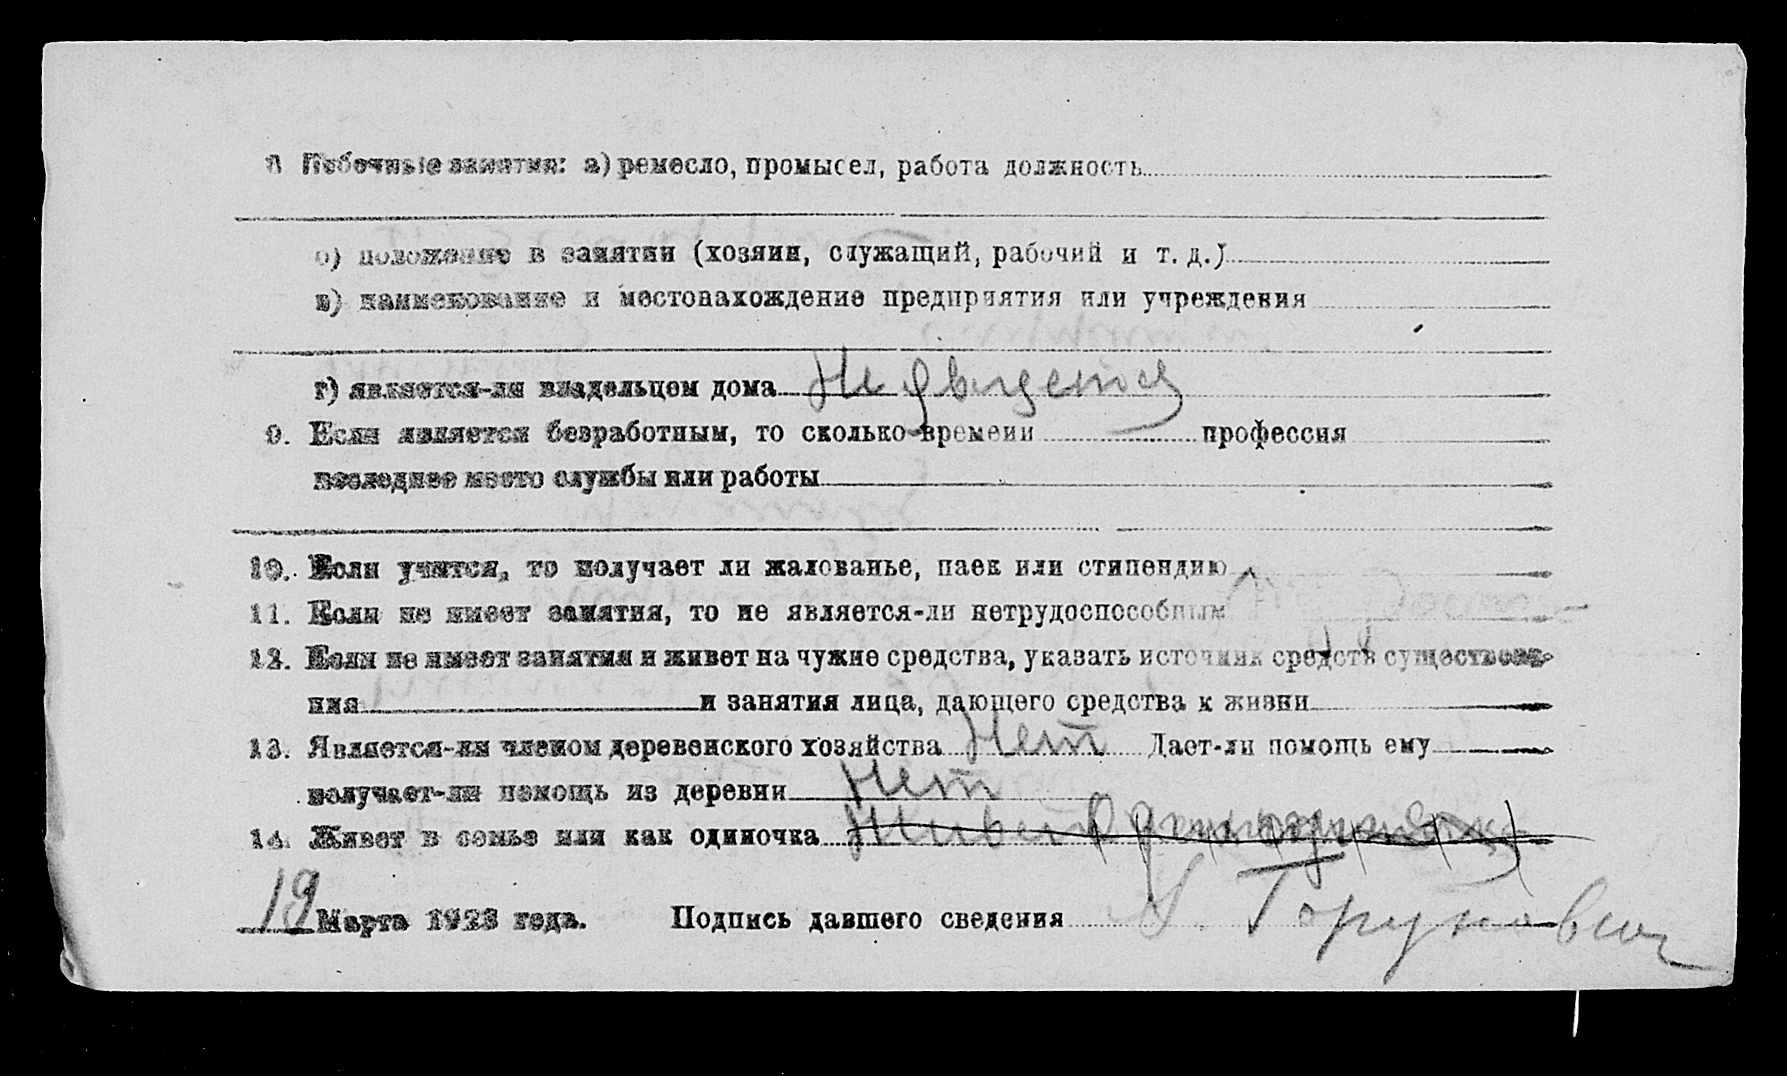 8 Побочные занятия: а) ремесло, промысел, работа должность
б) положение в занятии (хозяин, служащий, рабочий и т. д.)
в) наименование и местонахождение предприятия или учреждения
г) является-ли владельцем дома Не является
9. Если является безработным, то сколько времени профессия
последнее место службы или работы
10. Если учится, то получает ли жалованье, паек или стипендию
11. Если не имеет занятия, то не является-ли нетрудоспособным
12. Если не имеет занятия и живет на чужие средства, указать источник средств существова-
ния и занятия лица, дающего средства к жизни
13. Является-ли членом деревенского хозяйства Нет Дает-ли помощь ему
получает-ли помощь из деревни Нет
14. Живет в семье или как одиночка Живет
19 Марта 1923 года. Подпись давшего сведения